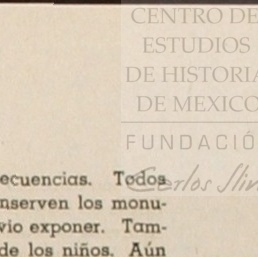 CENTRO DE
ESTUDIOS
DE HISTORIA
DE MEXICO
FUNDACIÓ
Carlos Sli
ecuencias. Todos
nserven los monu-
vio exponer. Tam-
de los niños. Aún